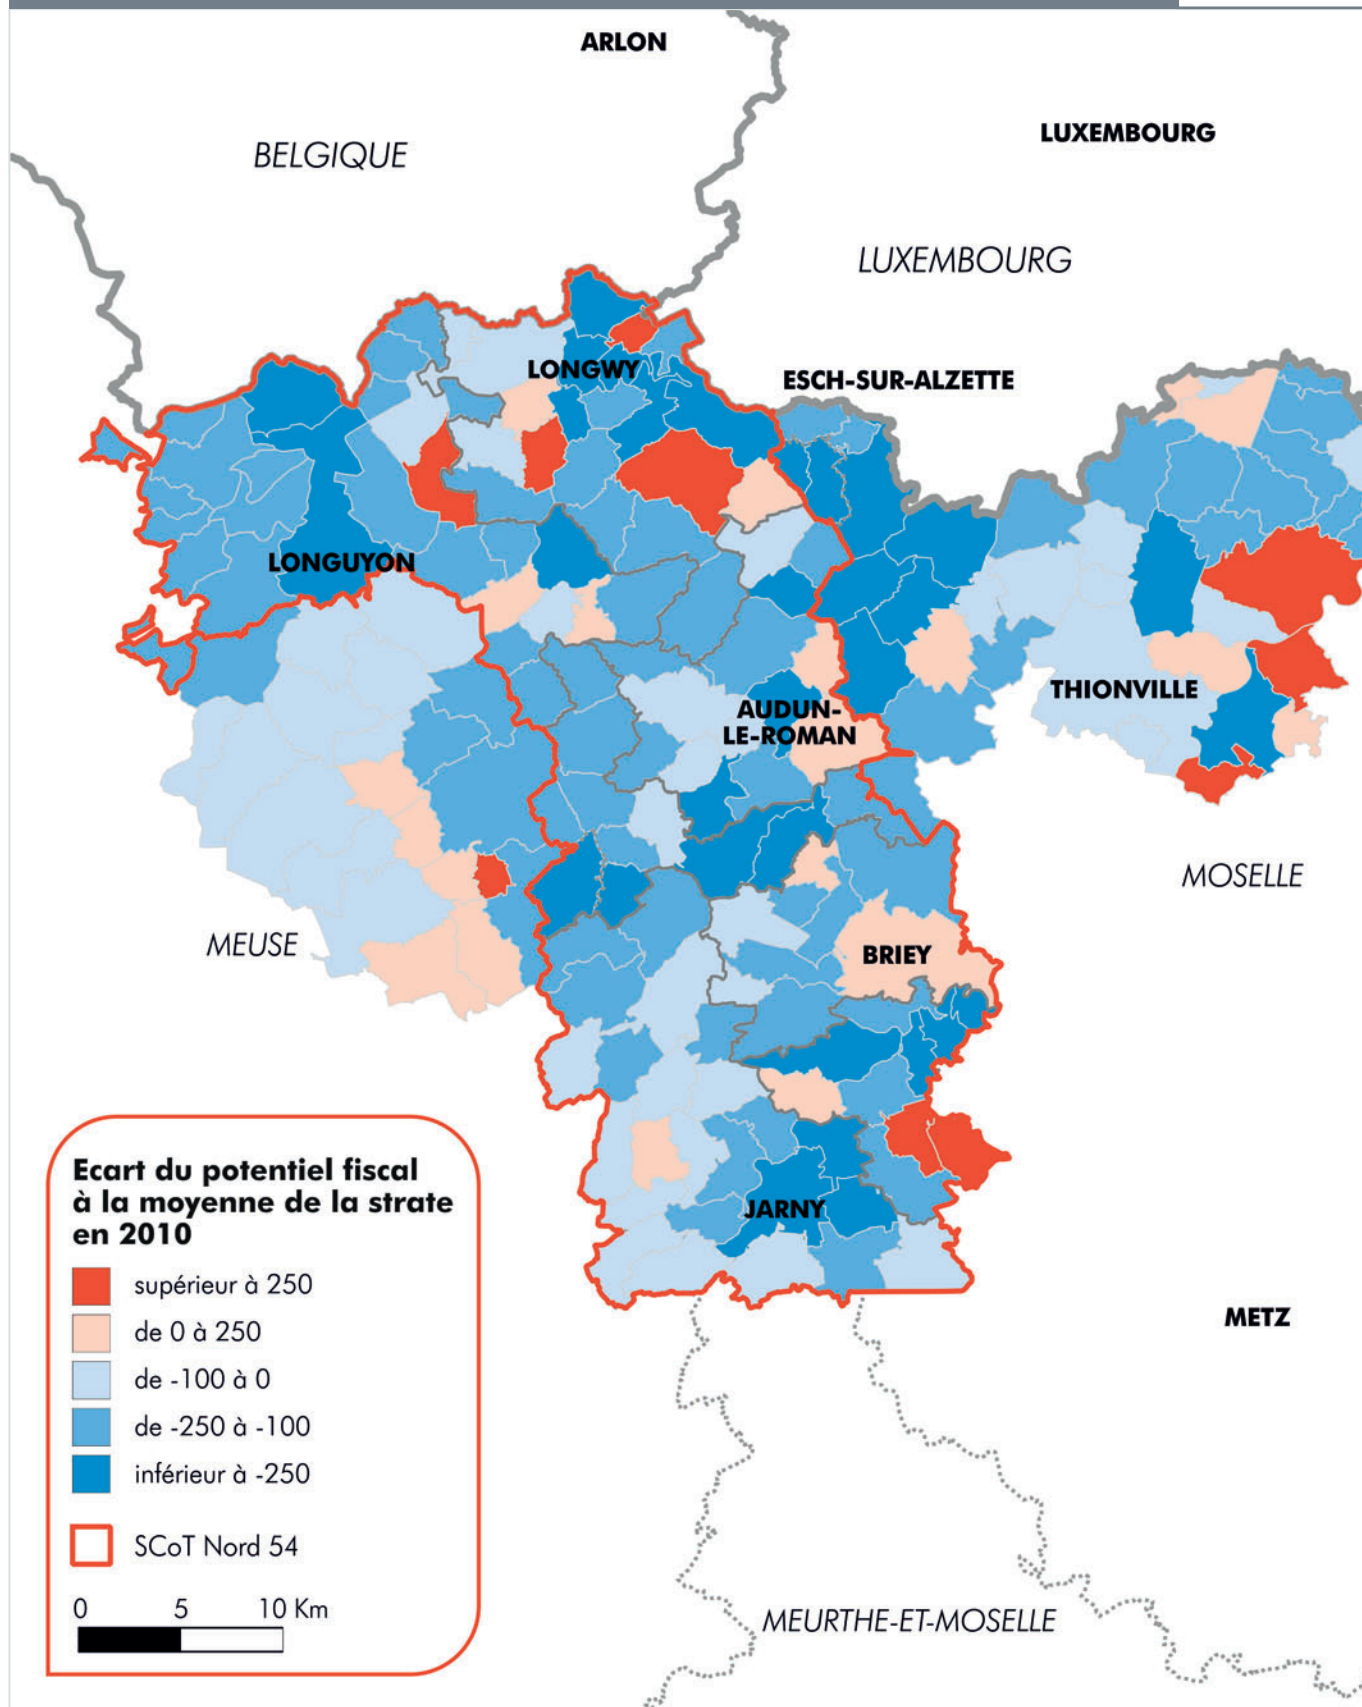 ARLON
LUXEMBOURG
BELGIQUE
LUXEMBOURG
LONGWY
ESCH-SUR-ALZETTE
LONGUYON
THIONVILLE
AUDUN-
LE-ROMAN
MOSELLE
MEUSE
BRIEY
JARNY
METZ
MEURTHE-ET-MOSELLE
Ecart du potentiel fiscal
à la moyenne de la strate
en 2010
supérieur à 250
de 0 à 250
de -100 à 0
de -250 à -100
inférieur à -250
SCoT Nord 54
0 5 10 Km